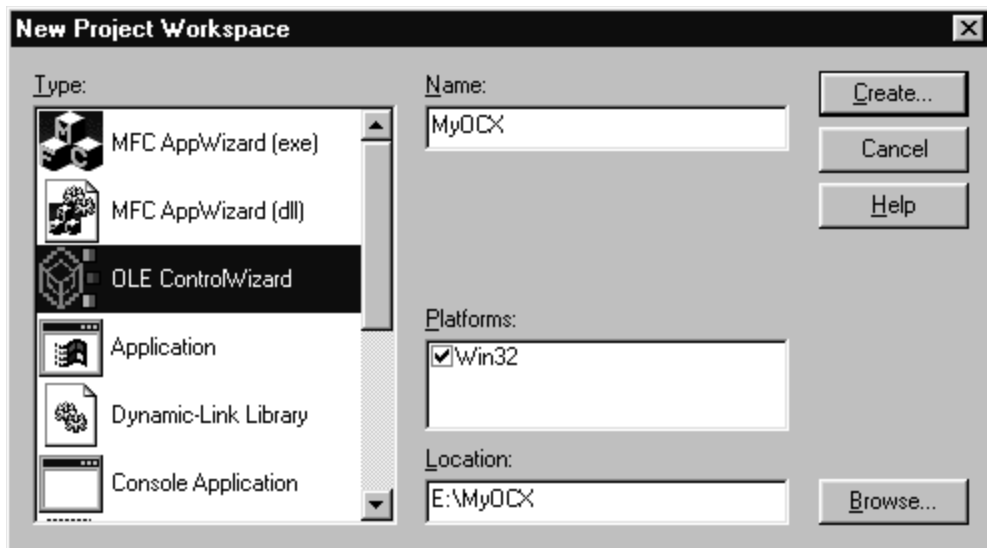 New Project Workspace
Type:
MFC AppWizard (exe)
MFC AppWizard (dll)
OLE ControlWizard
Application
Dynamic-Link Library
Console Application
Name:
MyOCX
Platforms:
Win32
Location:
E:\MyOCX
Create...
Cancel
Help
Browse...